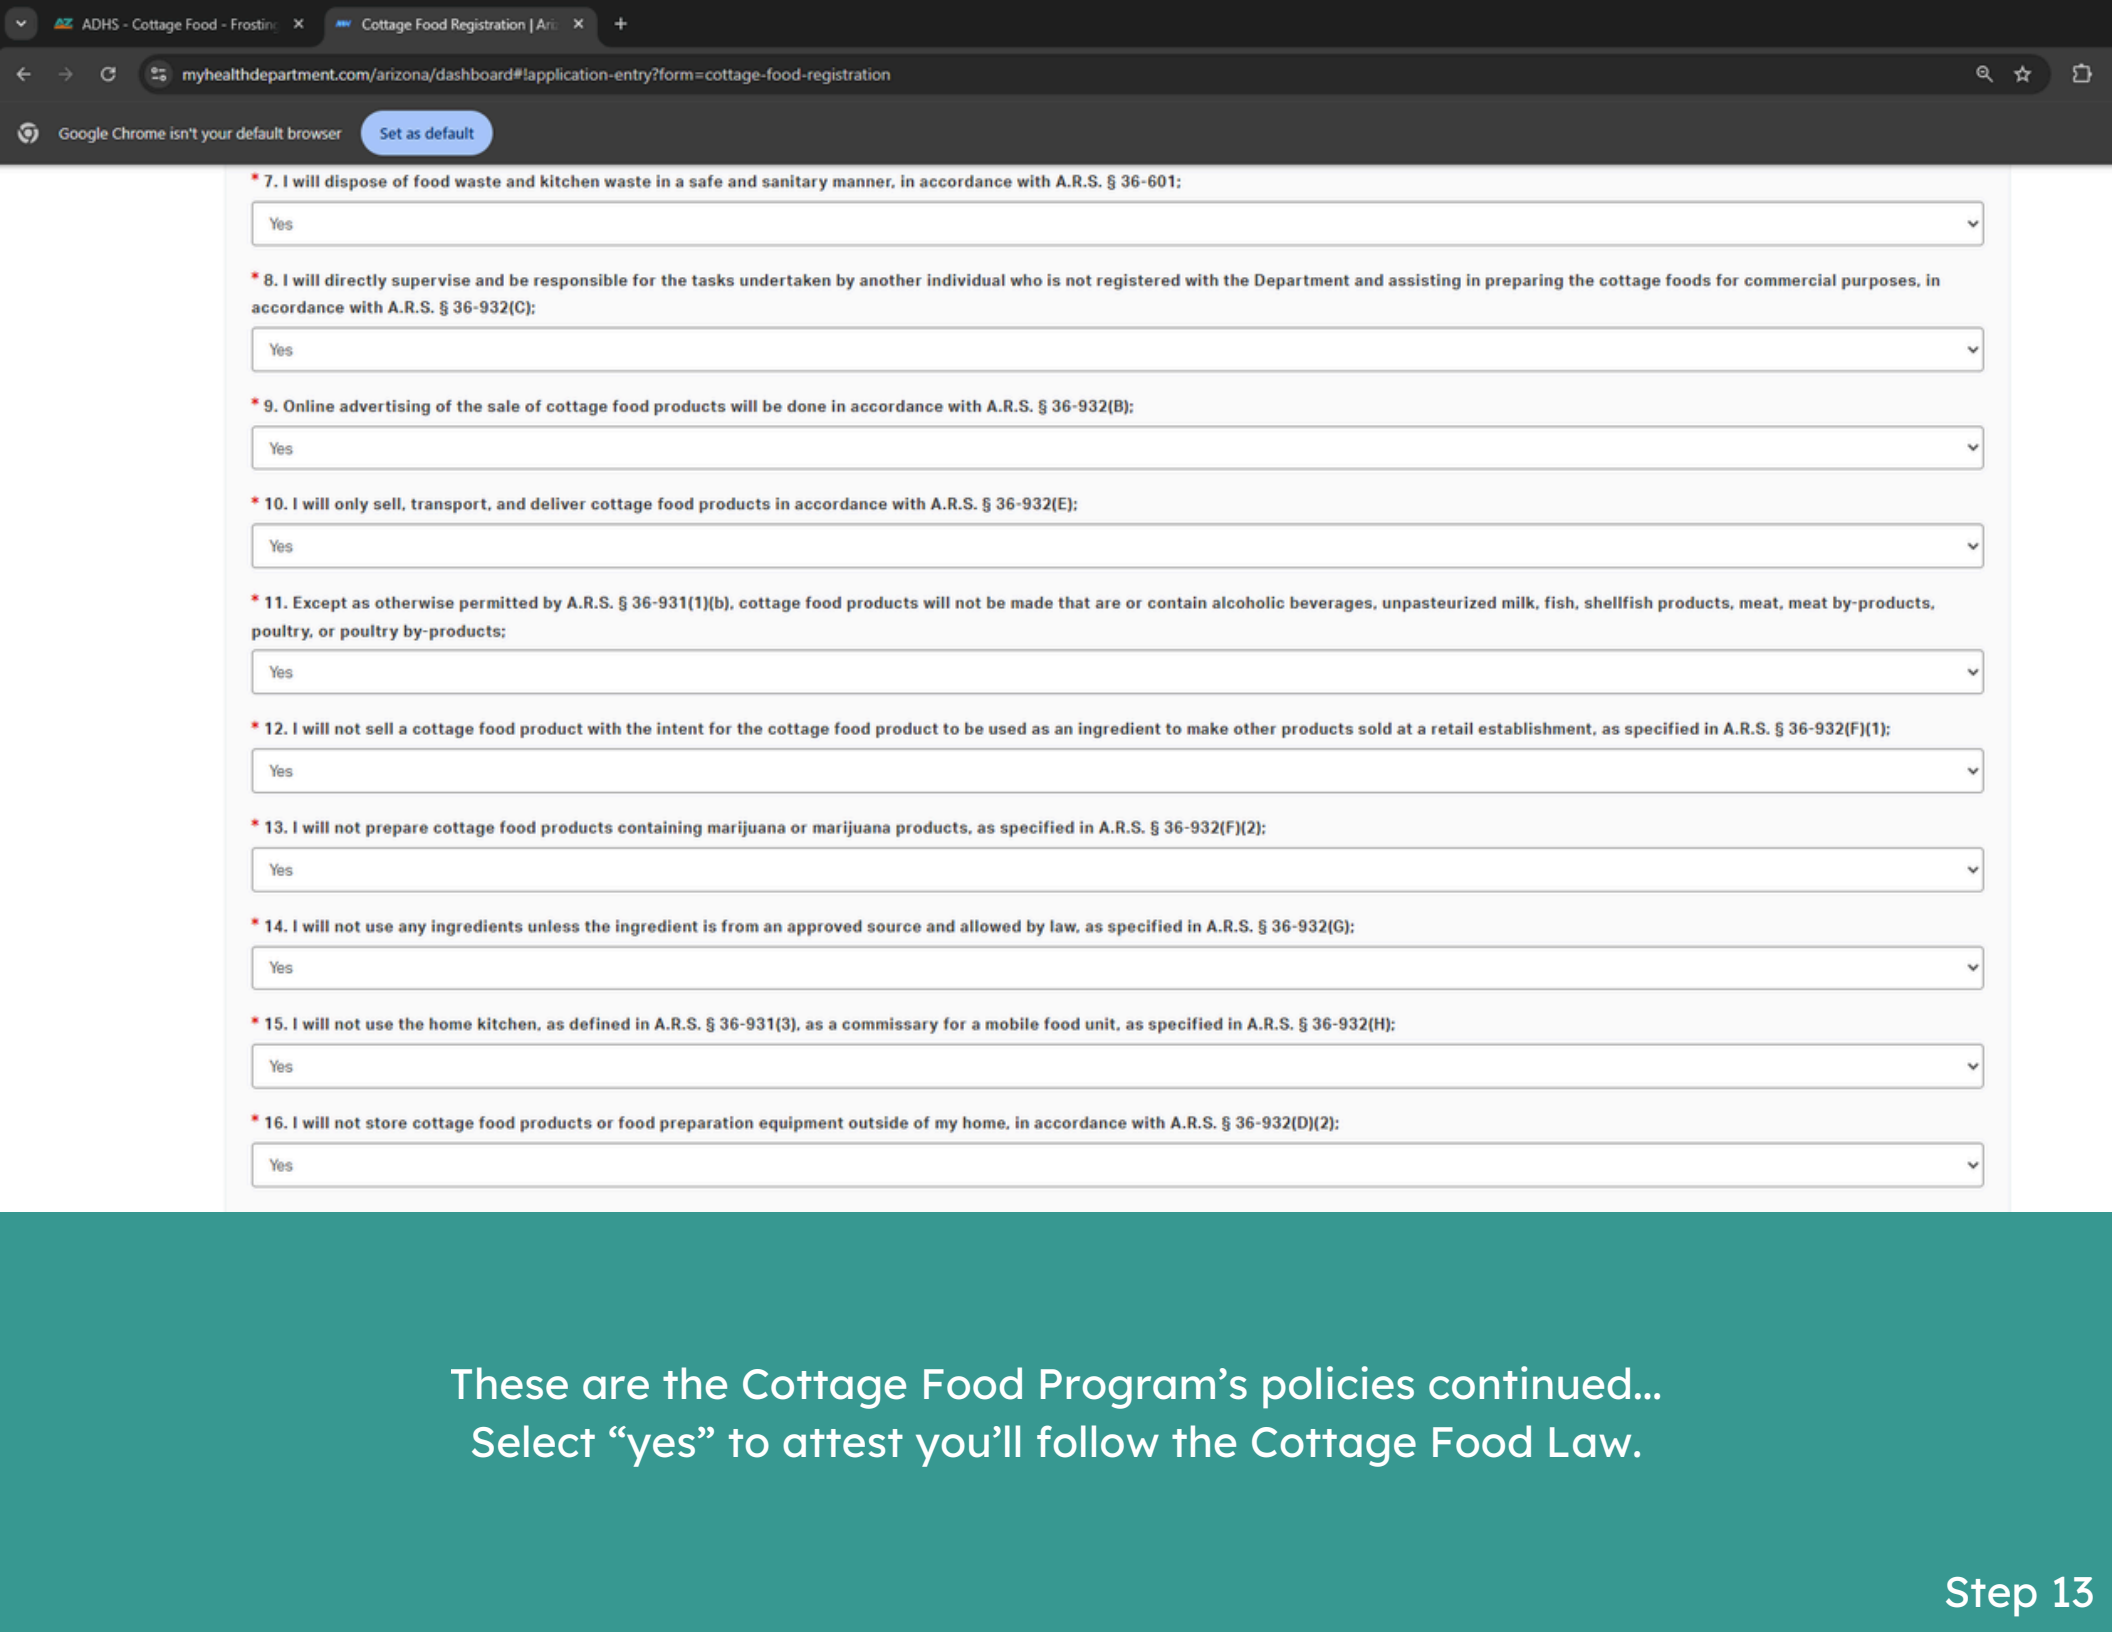 ADHS - Cottage Food - Frostin
Cottage Food Registration | Ari
myhealthdepartment.com/arizona/dashboard#!application-entry?form=cottage-food-registration
Google Chrome isn't your default browser
Set as default
* 7. I will dispose of food waste and kitchen waste in a safe and sanitary manner, in accordance with A.R.S. § 36-601;
Yes
* 8. I will directly supervise and be responsible for the tasks undertaken by another individual who is not registered with the Department and assisting in preparing the cottage foods for commercial purposes, in
accordance with A.R.S. § 36-932(C);
Yes
* 9. Online advertising of the sale of cottage food products will be done in accordance with A.R.S. § 36-932(B);
Yes
* 10. I will only sell, transport, and deliver cottage food products in accordance with A.R.S. § 36-932(E);
Yes
* 11. Except as otherwise permitted by A.R.S. § 36-931(1)(b), cottage food products will not be made that are or contain alcoholic beverages, unpasteurized milk, fish, shellfish products, meat, meat by-products,
poultry, or poultry by-products;
Yes
* 12. I will not sell a cottage food product with the intent for the cottage food product to be used as an ingredient to make other products sold at a retail establishment, as specified in A.R.S. § 36-932(F)(1);
Yes
* 13. I will not prepare cottage food products containing marijuana or marijuana products, as specified in A.R.S. § 36-932(F)(2);
Yes
* 14. I will not use any ingredients unless the ingredient is from an approved source and allowed by law, as specified in A.R.S. § 36-932(G);
Yes
* 15. I will not use the home kitchen, as defined in A.R.S. § 36-931(3), as a commissary for a mobile food unit, as specified in A.R.S. § 36-932(H);
Yes
* 16. I will not store cottage food products or food preparation equipment outside of my home, in accordance with A.R.S. § 36-932(D)(2);
Yes
These are the Cottage Food Program’s policies continued...
Select “yes” to attest you’ll follow the Cottage Food Law.
Step 13